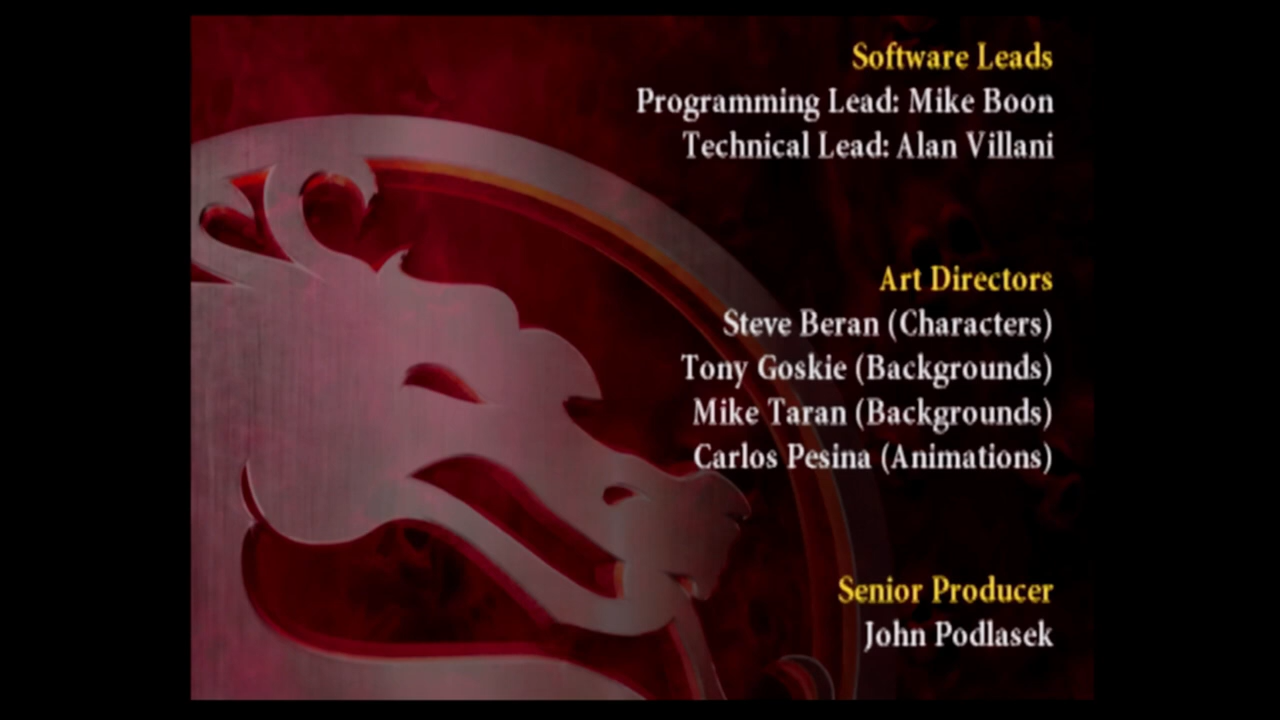 Software Leads
Programming Lead: Mike Boon
Technical Lead: Alan Villani
Art Directors
Steve Beran (Characters)
Tony Goskie (Backgrounds)
Mike Taran (Backgrounds)
Carlos Pesina (Animations)
Senior Producer
John Podlasek